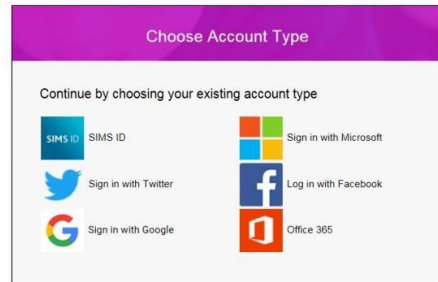 Choose Account Type
Continue by choosing your existing account type
SIMS ID SIMS ID
Sign in with Microsoft
Sign in with Twitter
Log in with Facebook
Sign in with Google
Office 365